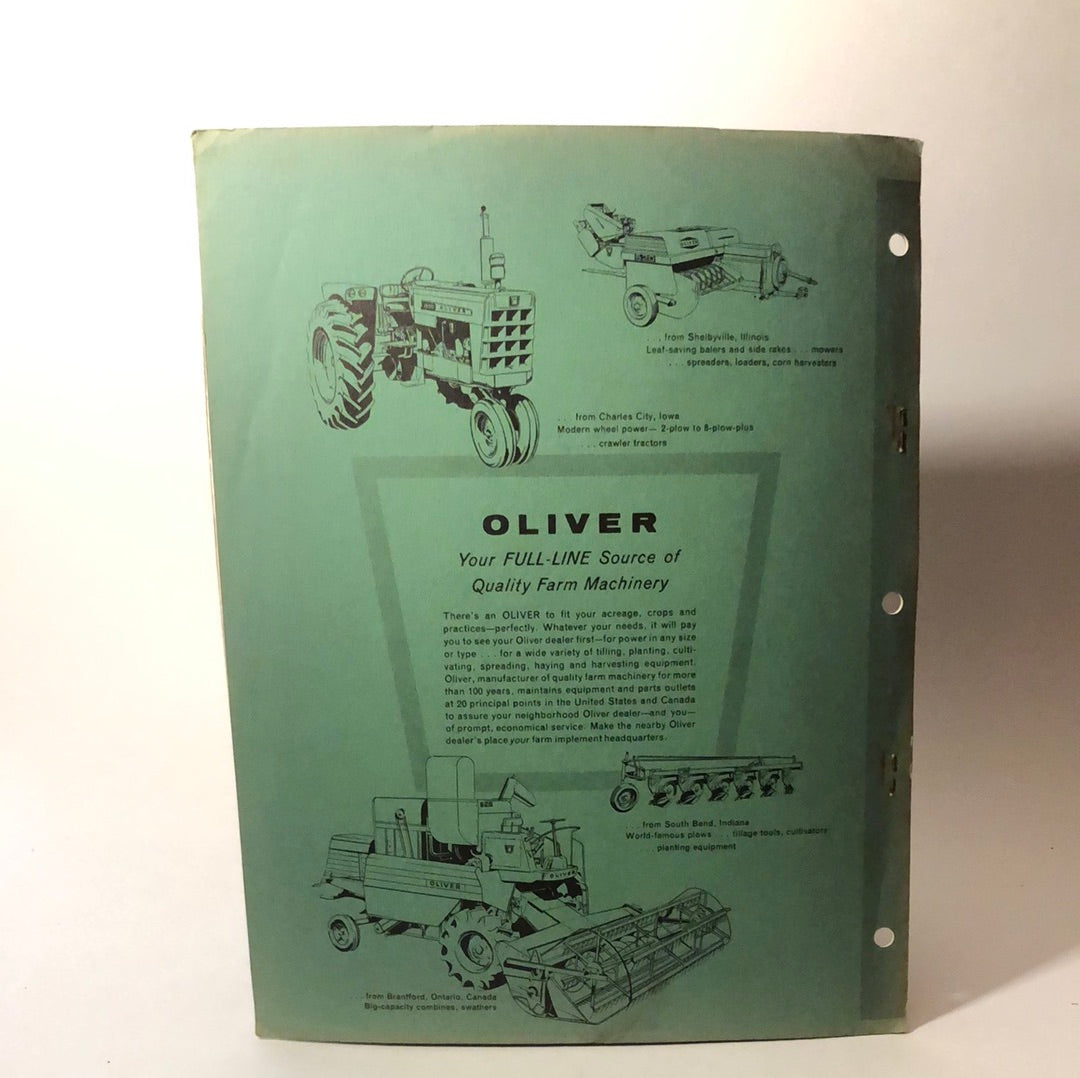 OLIVER
. . . from Shelbyville, Illinois
Leaf-saving balers and side rakes . . . mowers
. . . spreaders, loaders, corn harvesters
. . . from Charles City, Iowa
Modern wheel power— 2-plow to 8-plow-plus
. . . crawler tractors
OLIVER
Your FULL-LINE Source of
Quality Farm Machinery
There's an OLIVER to fit your acreage, crops and
practices—perfectly. Whatever your needs, it will pay
you to see your Oliver dealer first—for power in any size
or type . . . for a wide variety of tilling, planting, culti-
vating, spreading, haying and harvesting equipment.
Oliver, manufacturer of quality farm machinery for more
than 100 years, maintains equipment and parts outlets
at 20 principal points in the United States and Canada
to assure your neighborhood Oliver dealer—and you—
of prompt, economical service. Make the nearby Oliver
dealer's place your farm implement headquarters.
. . . from South Bend, Indiana
World-famous plows . . . tillage tools, cultivators
. . . planting equipment
OLIVER
OLIVER
. . . from Brantford, Ontario, Canada
Big-capacity combines, swathers